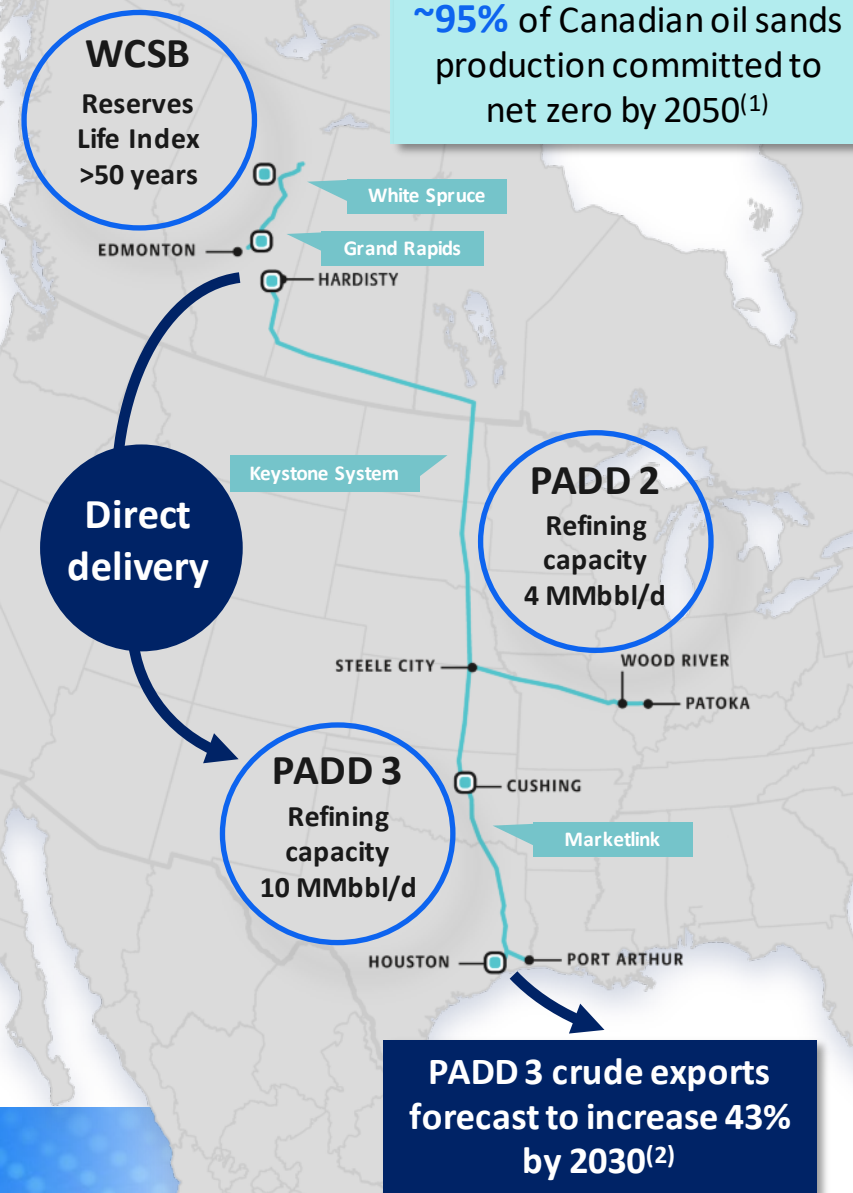 ~95% of Canadian oil sands
production committed to
net zero by 2050(1)
WCSB
Reserves
Life Index
>50 years
White Spruce
Grand Rapids
EDMONTON
HARDISTY
Keystone System
PADD 2
Refining
capacity
4 MMbbl/d
Direct
delivery
STEELE CITY
WOOD RIVER
PATOKA
PADD 3
Refining
capacity
10 MMbbl/d
CUSHING
Marketlink
HOUSTON
PORT ARTHUR
PADD 3 crude exports
forecast to increase 43%
by 2030(2)